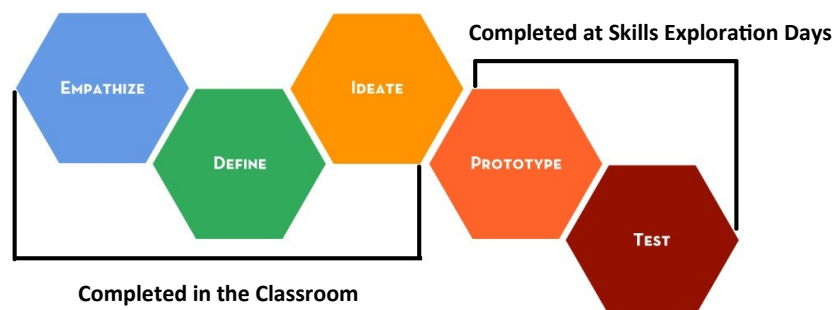 Completed at Skills Exploration Days
EMPATHIZE
IDEATE
DEFINE
PROTOTYPE
TEST
Completed in the Classroom